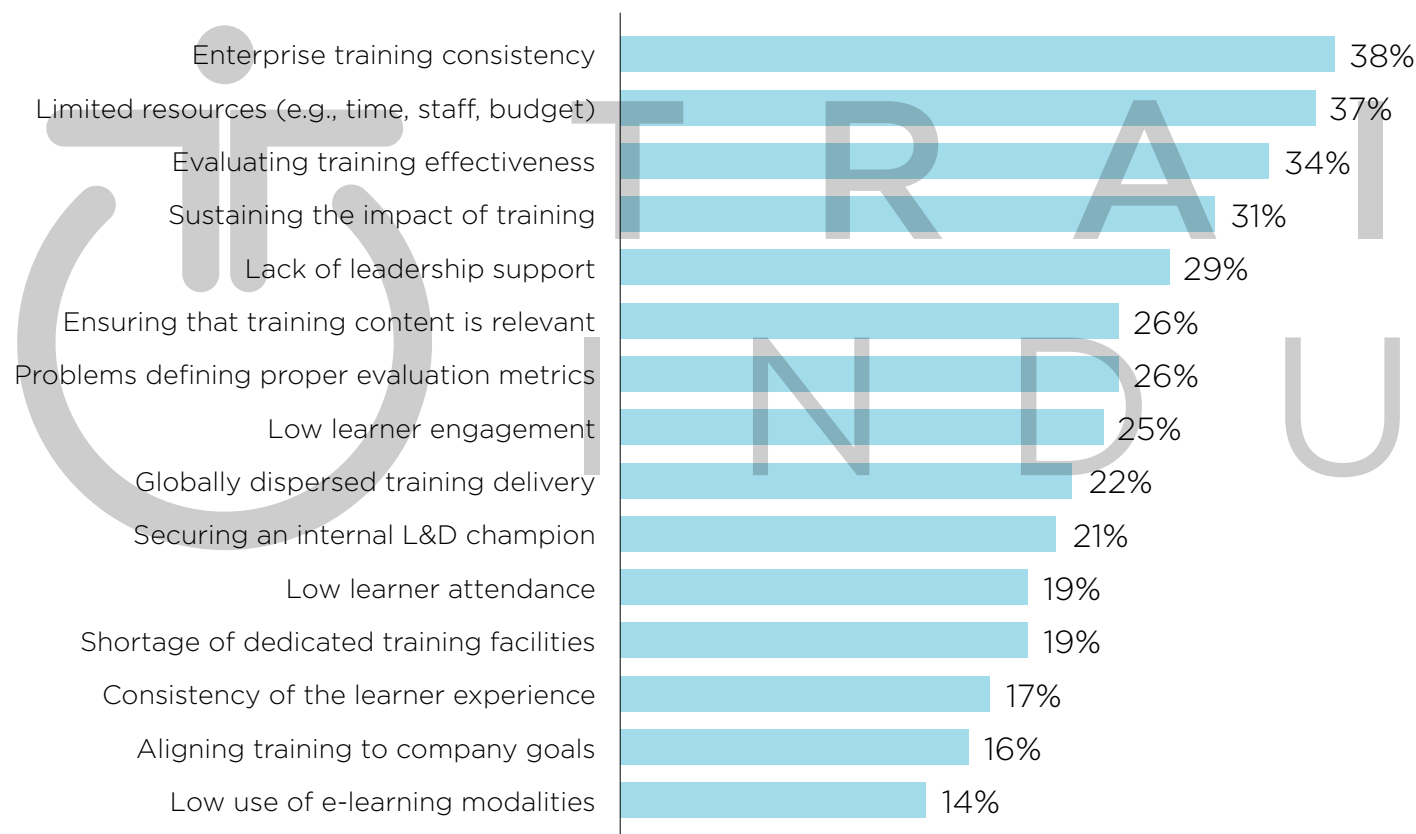 Enterprise training consistency 38%
Limited resources (e.g., time, staff, budget) 37%
Evaluating training effectiveness 34%
Sustaining the impact of training 31%
Lack of leadership support 29%
Ensuring that training content is relevant 26%
Problems defining proper evaluation metrics 26%
Low learner engagement 25%
Globally dispersed training delivery 22%
Securing an internal L&D champion 21%
Low learner attendance 19%
Shortage of dedicated training facilities 19%
Consistency of the learner experience 17%
Aligning training to company goals 16%
Low use of e-learning modalities 14%
TRAI
INDU